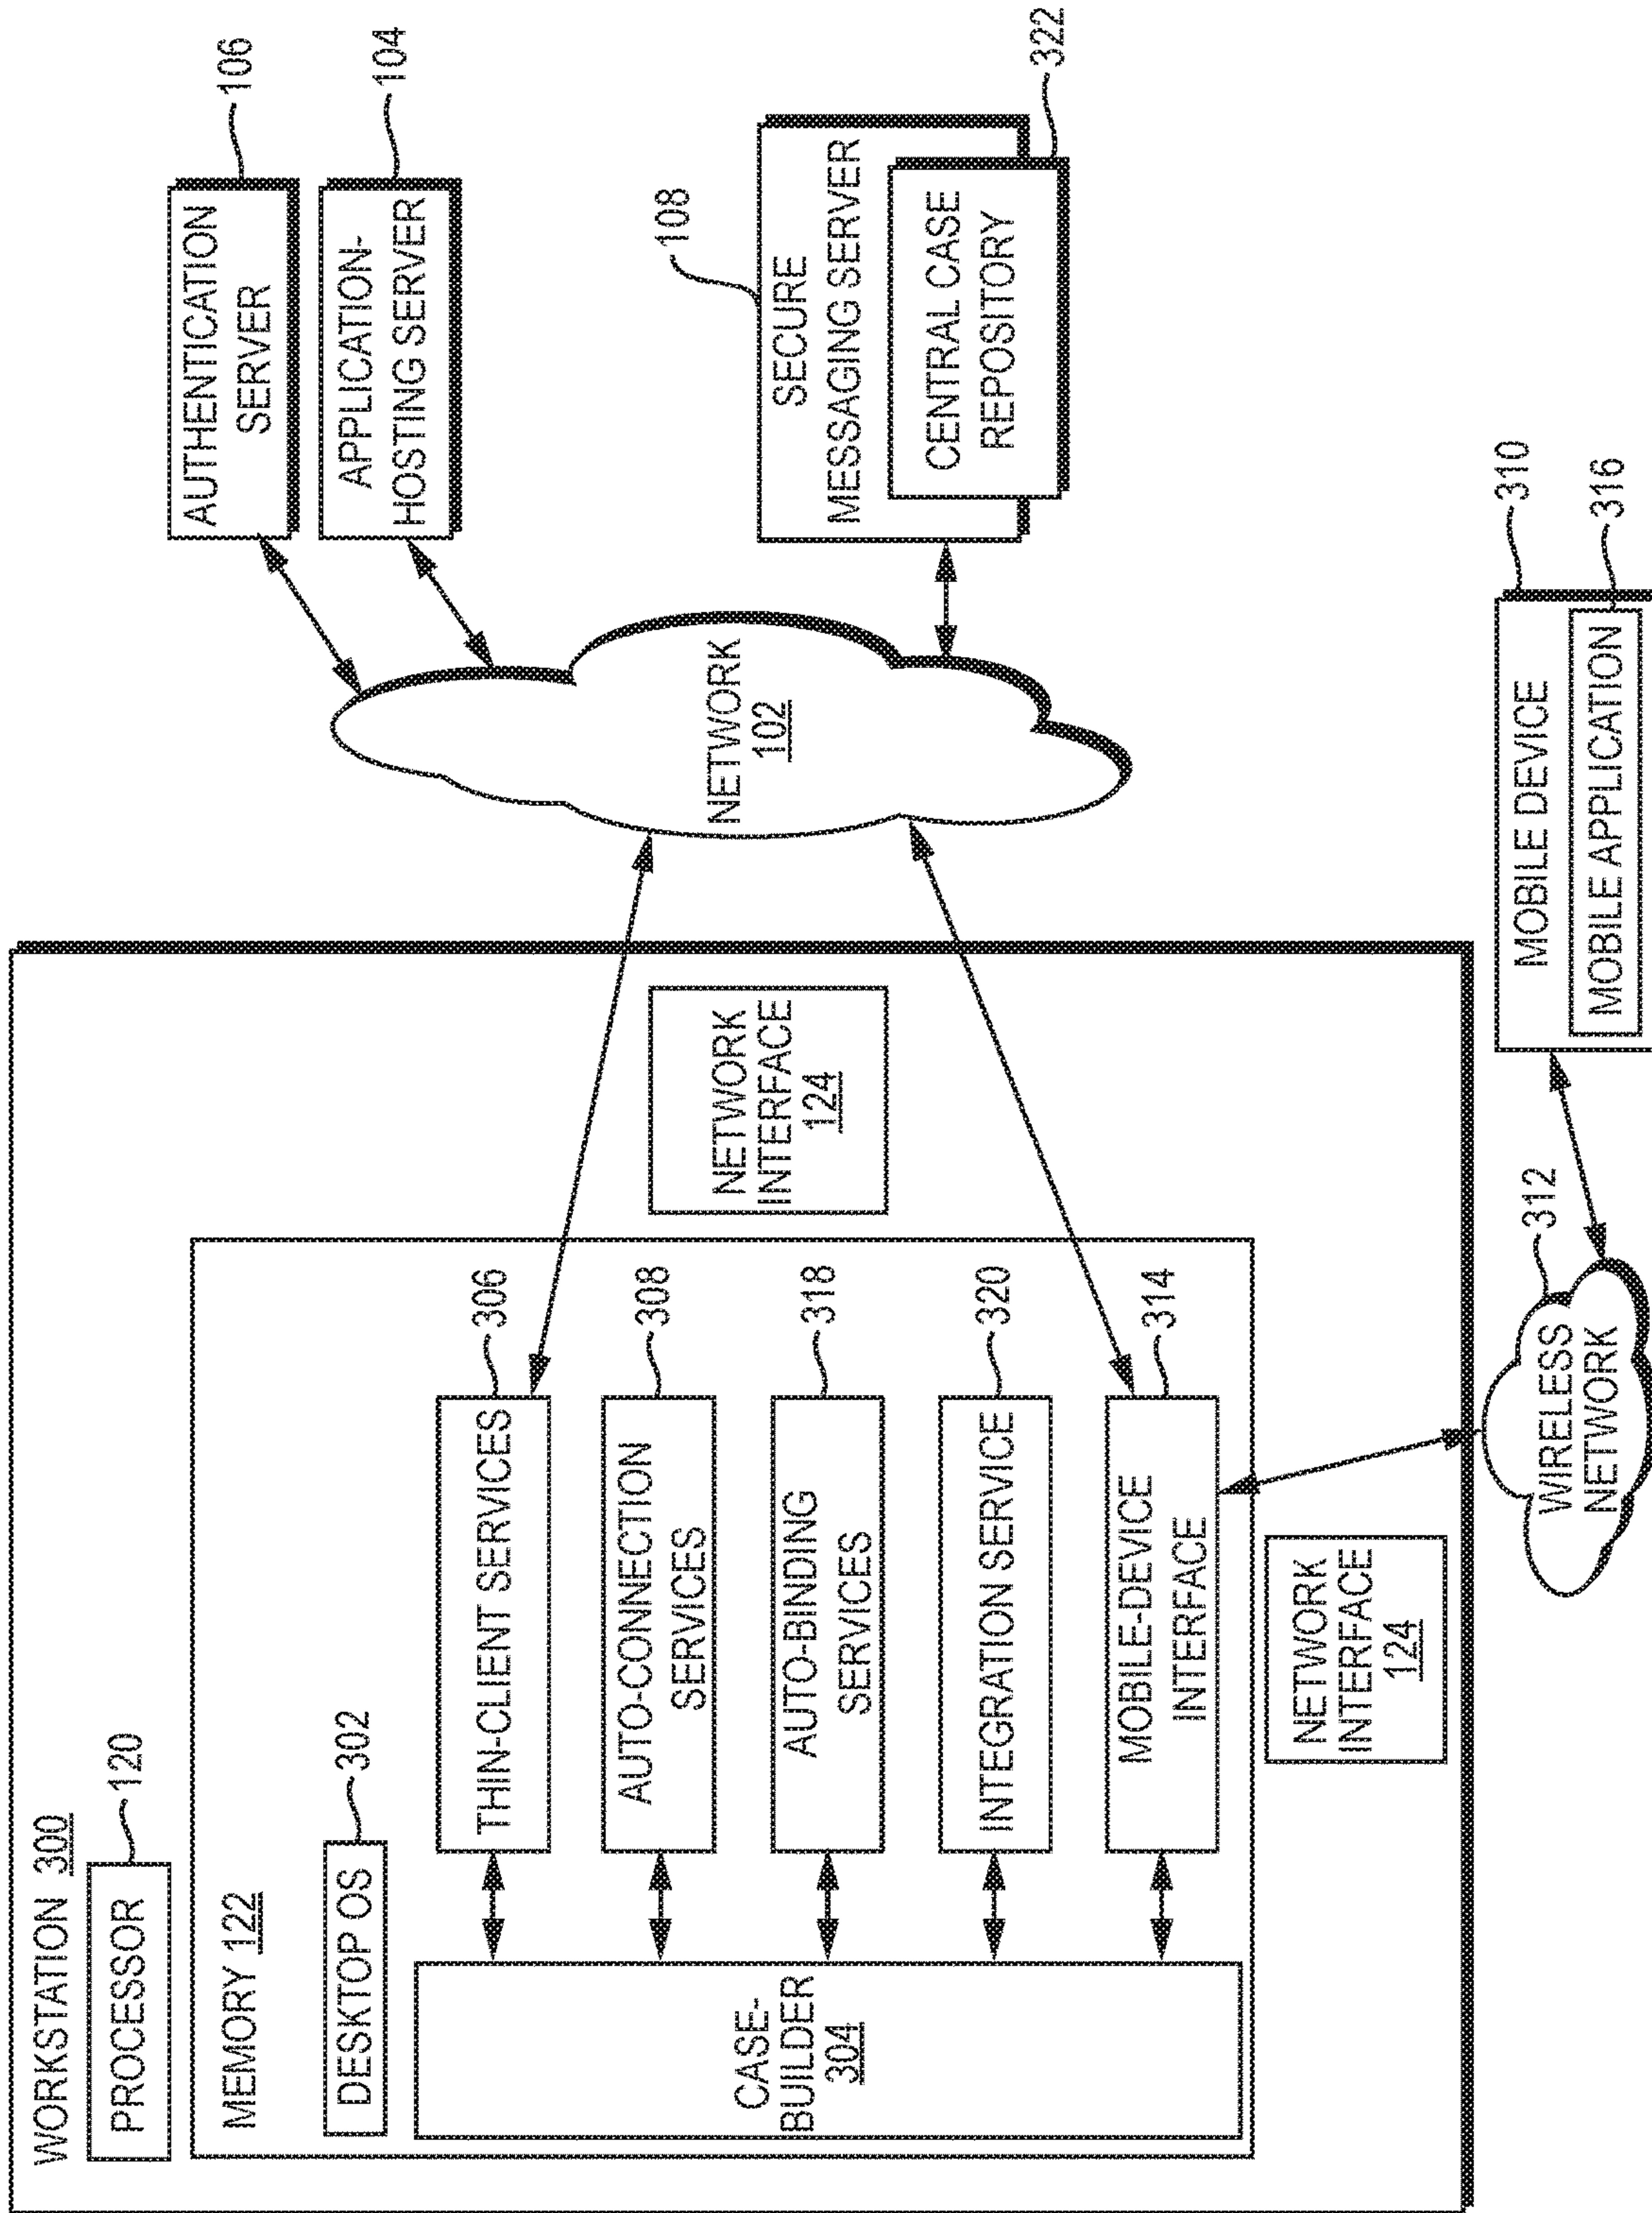 WORKSTATION 300
PROCESSOR
120
MEMORY 122
DESKTOP OS
302
CASE-
BUILDER
304
THIN-CLIENT SERVICES
306
AUTO-CONNECTION
SERVICES
308
AUTO-BINDING
SERVICES
318
INTEGRATION SERVICE
320
MOBILE-DEVICE
INTERFACE
314
NETWORK
INTERFACE
124
NETWORK
INTERFACE
124
NETWORK
102
AUTHENTICATION
SERVER
106
APPLICATION-
HOSTING SERVER
104
108
SECURE
MESSAGING SERVER
CENTRAL CASE
REPOSITORY
322
WIRELESS
NETWORK
312
MOBILE DEVICE
310
MOBILE APPLICATION
316